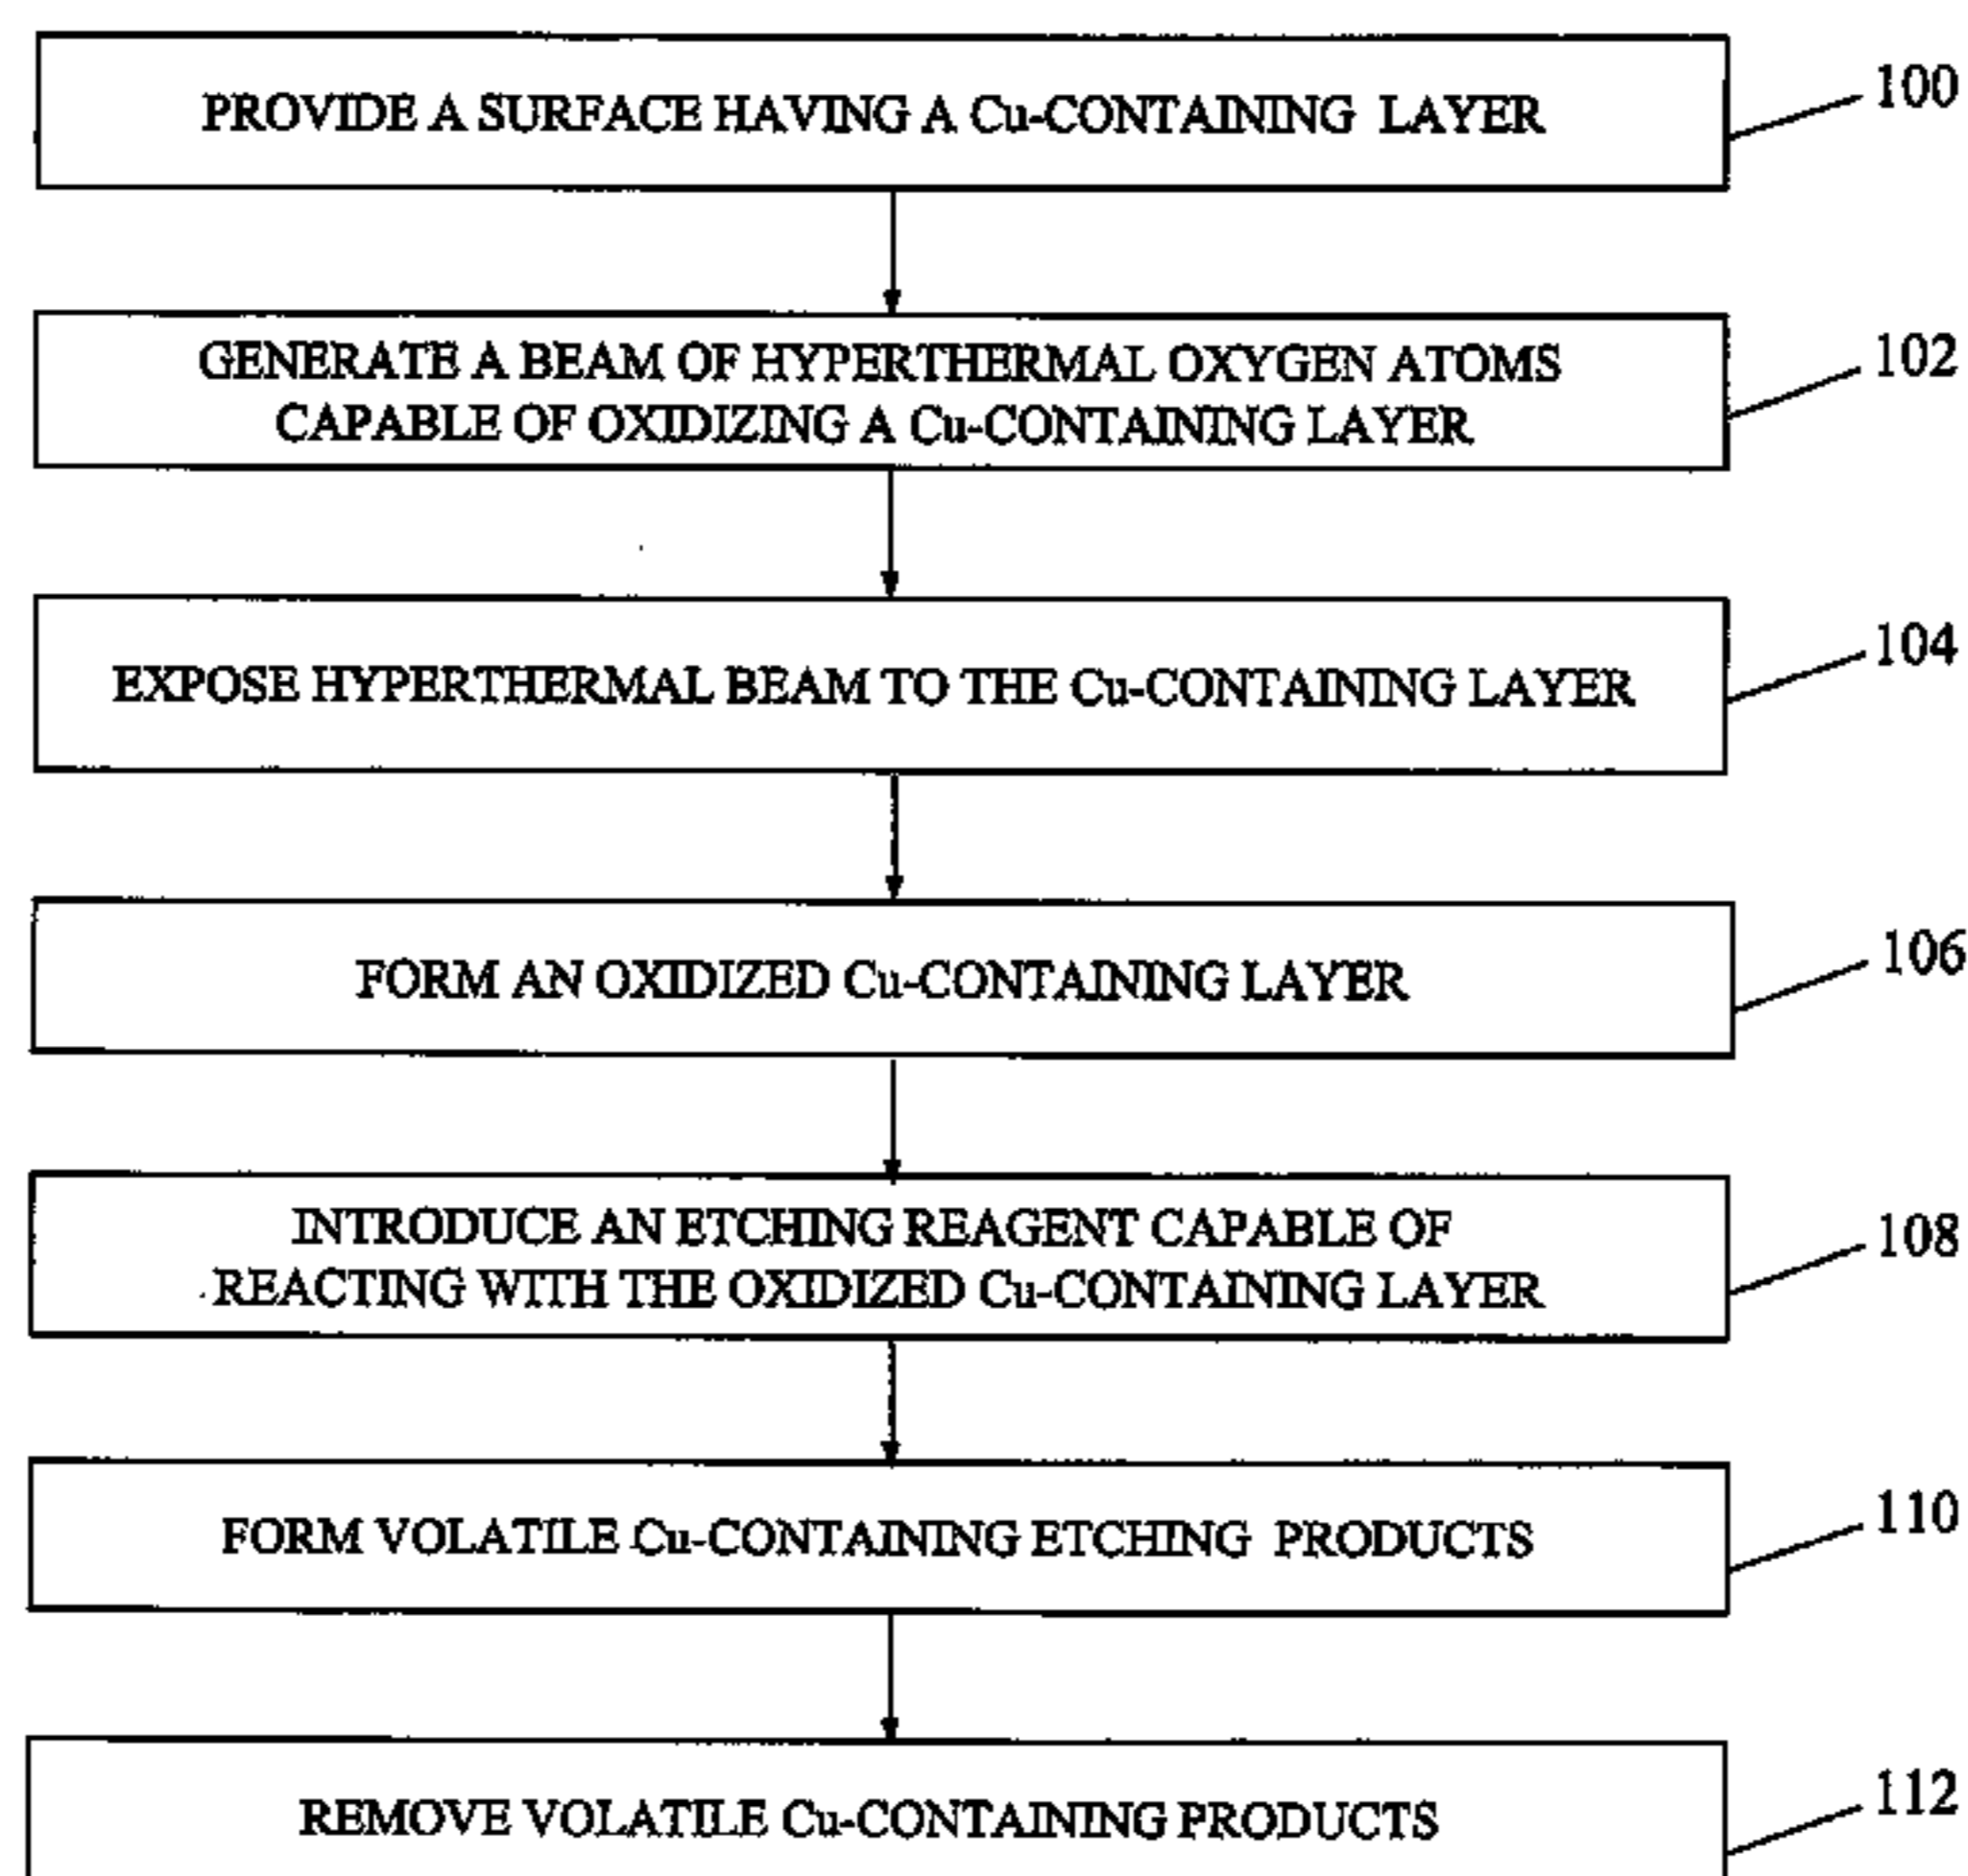 PROVIDE A SURFACE HAVING A Cu-CONTAINING LAYER
100
GENERATE A BEAM OF HYPERTHERMAL OXYGEN ATOMS
CAPABLE OF OXIDIZING A Cu-CONTAINING LAYER
102
EXPOSE HYPERTHERMAL BEAM TO THE Cu-CONTAINING LAYER
104
FORM AN OXIDIZED Cu-CONTAINING LAYER
106
INTRODUCE AN ETCHING REAGENT CAPABLE OF
REACTING WITH THE OXIDIZED Cu-CONTAINING LAYER
108
FORM VOLATILE Cu-CONTAINING ETCHING PRODUCTS
110
REMOVE VOLATILE Cu-CONTAINING PRODUCTS
112